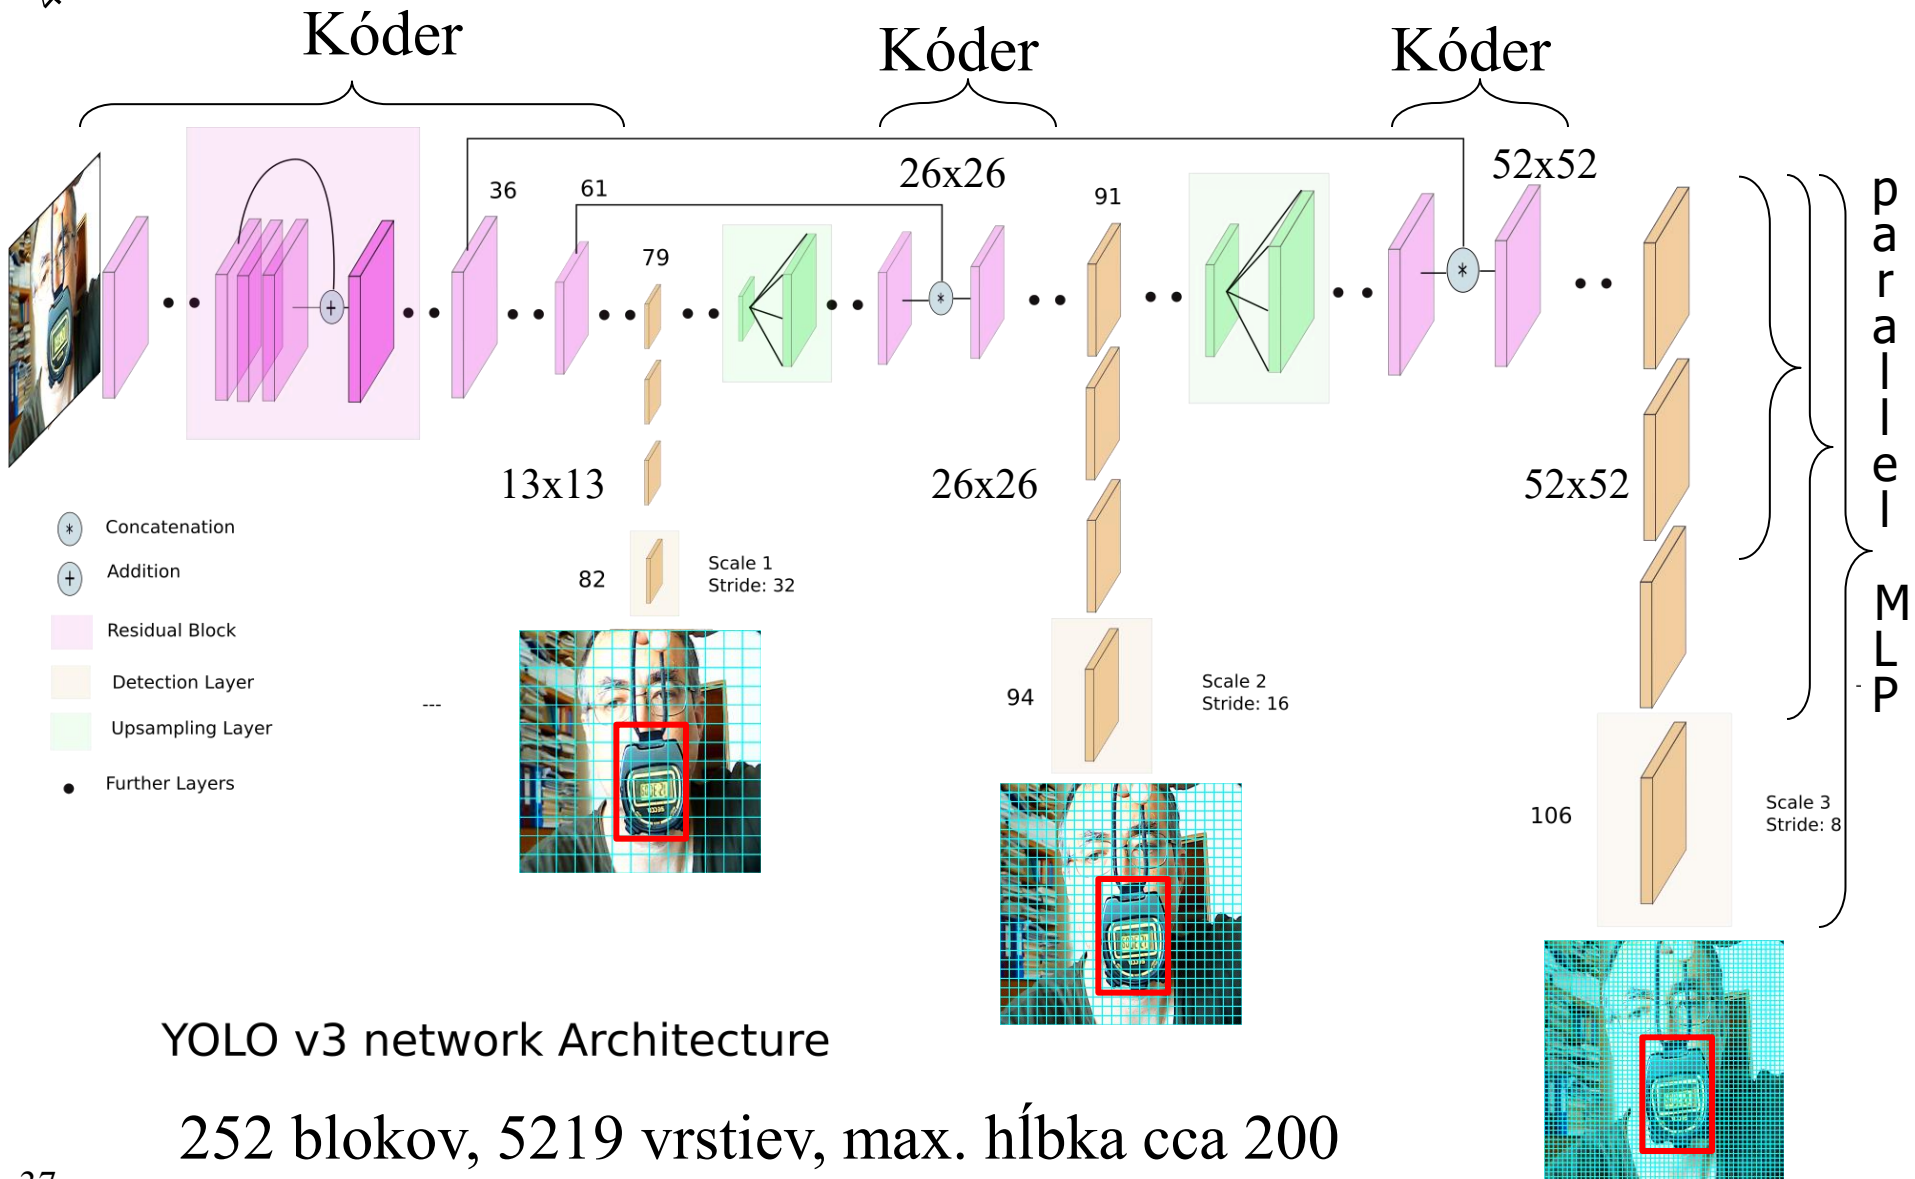 Kóder
Kóder
Kóder
36
61
26x26
91
52x52
79
+
*
*
13x13
26x26
52x52
parallel MLP
* Concatenation
+ Addition
Residual Block
Detection Layer
Upsampling Layer
Further Layers
---
82
Scale 1
Stride: 32
94
Scale 2
Stride: 16
106
Scale 3
Stride: 8
-
YOLO v3 network Architecture
252 blokov, 5219 vrstiev, max. hĺbka cca 200